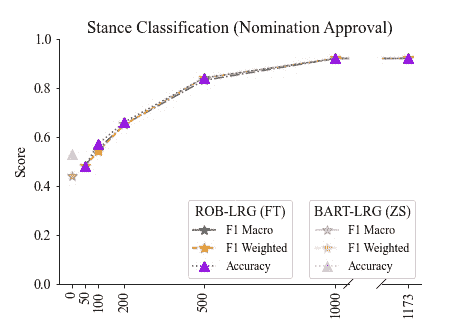 Stance Classification (Nomination Approval)
1.0
0.8
0.6
0.4
0.2
0.0
Score
ROB-LRG (FT)
F1 Macro
F1 Weighted
Accuracy
BART-LRG (ZS)
F1 Macro
F1 Weighted
Accuracy
0
50
100
200
500
1000
1173